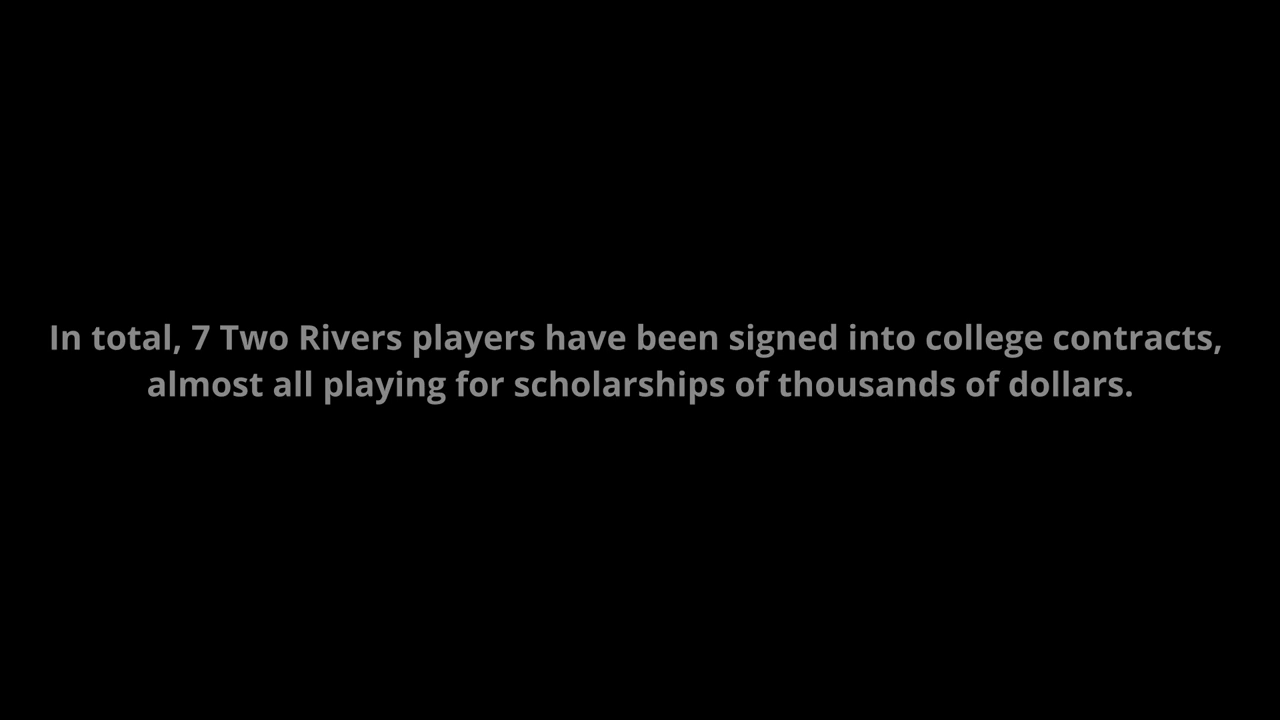 In total, 7 Two Rivers players have been signed into college contracts,
almost all playing for scholarships of thousands of dollars.